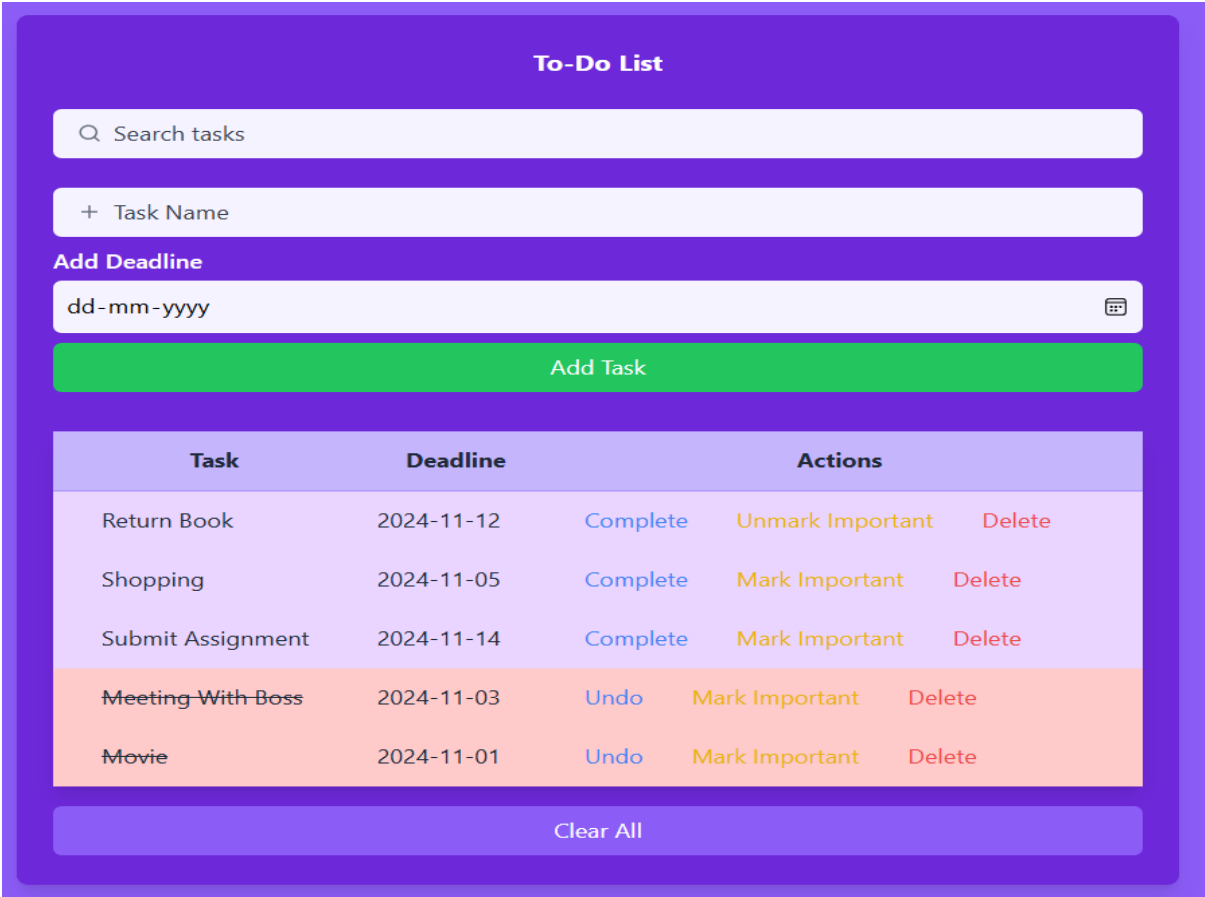 To-Do List
Search tasks
Task Name
Add Deadline
dd-mm-yyyy
Add Task
Task Deadline Actions
Return Book 2024-11-12 Complete Unmark Important Delete
Shopping 2024-11-05 Complete Mark Important Delete
Submit Assignment 2024-11-14 Complete Mark Important Delete
Meeting With Boss 2024-11-03 Undo Mark Important Delete
Movie 2024-11-01 Undo Mark Important Delete
Clear All